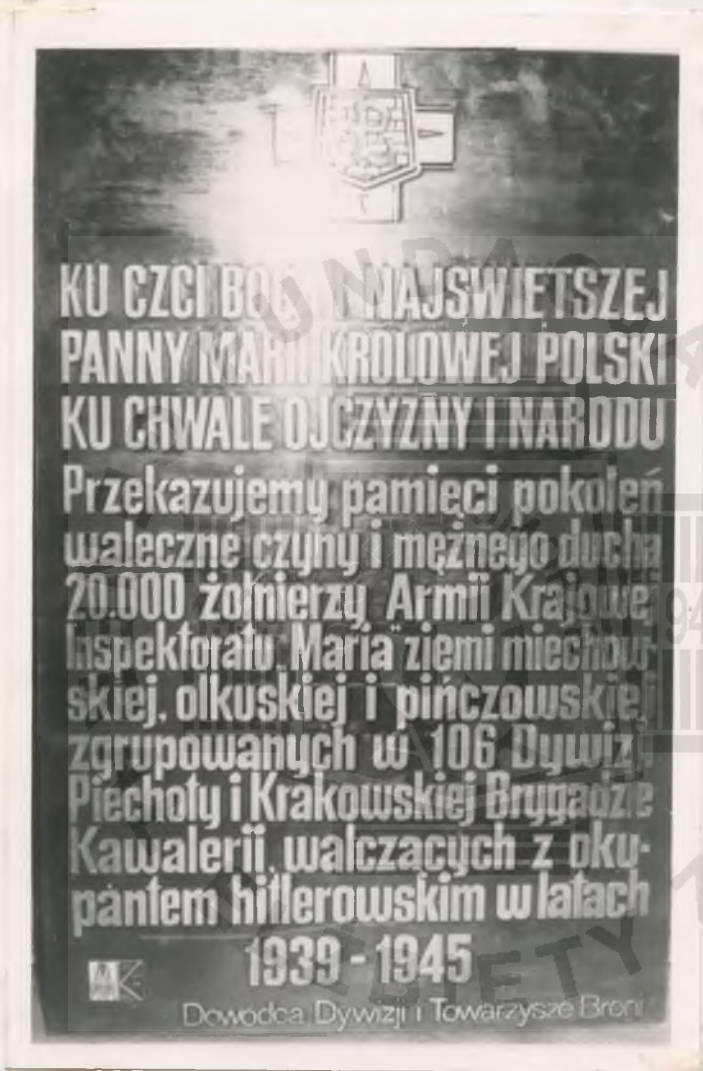 KU CZCI BOGA I NAJSWIETSZEJ
PANNY MARII KROLOWEJ POLSKI
KU CHWALE OJCZYZNY I NARODU
Przekazujemy pamięci pokoleń
waleczne czyny i mężnego ducha
20.000 żołnierzy Armii Krajowej
Inspektoratu „Maria" ziemi miechow-
skiej, olkuskiej i pińczowskiej
zgrupowanych w 106 Dywizji
Piechoty i Krakowskiej Brygadzie
Kawalerii, walczących z oku-
pantem hitlerowskim w latach
1939 - 1945
Dowódca Dywizji i Towarzysze Broni